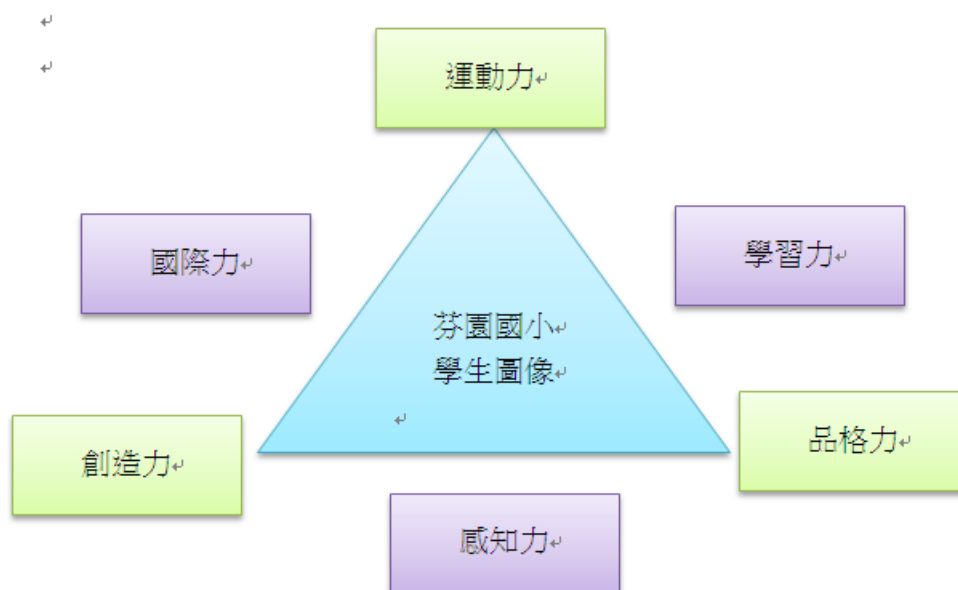 運動力
國際力
學習力
芬園國小
學生圖像
創造力
品格力
感知力